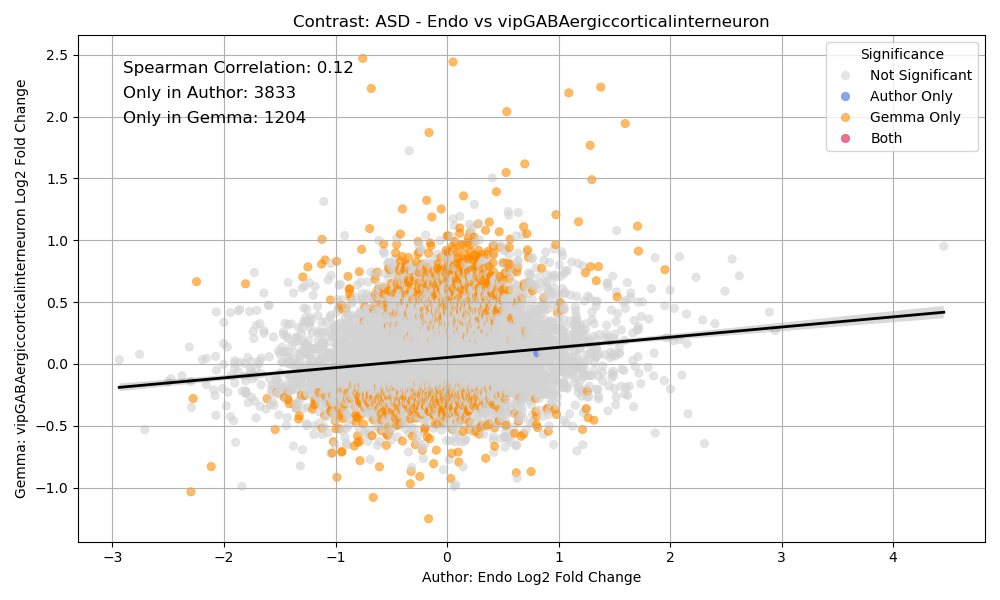 Contrast: ASD - Endo vs vipGABAergiccorticalinterneuron
Spearman Correlation: 0.12
Only in Author: 3833
Only in Gemma: 1204
Significance
Not Significant
Author Only
Gemma Only
Both
Gemma: vipGABAergiccorticalinterneuron Log2 Fold Change
2.5
2.0
1.5
1.0
0.5
0.0
−0.5
−1.0
−3 −2 −1 0 1 2 3 4
Author: Endo Log2 Fold Change